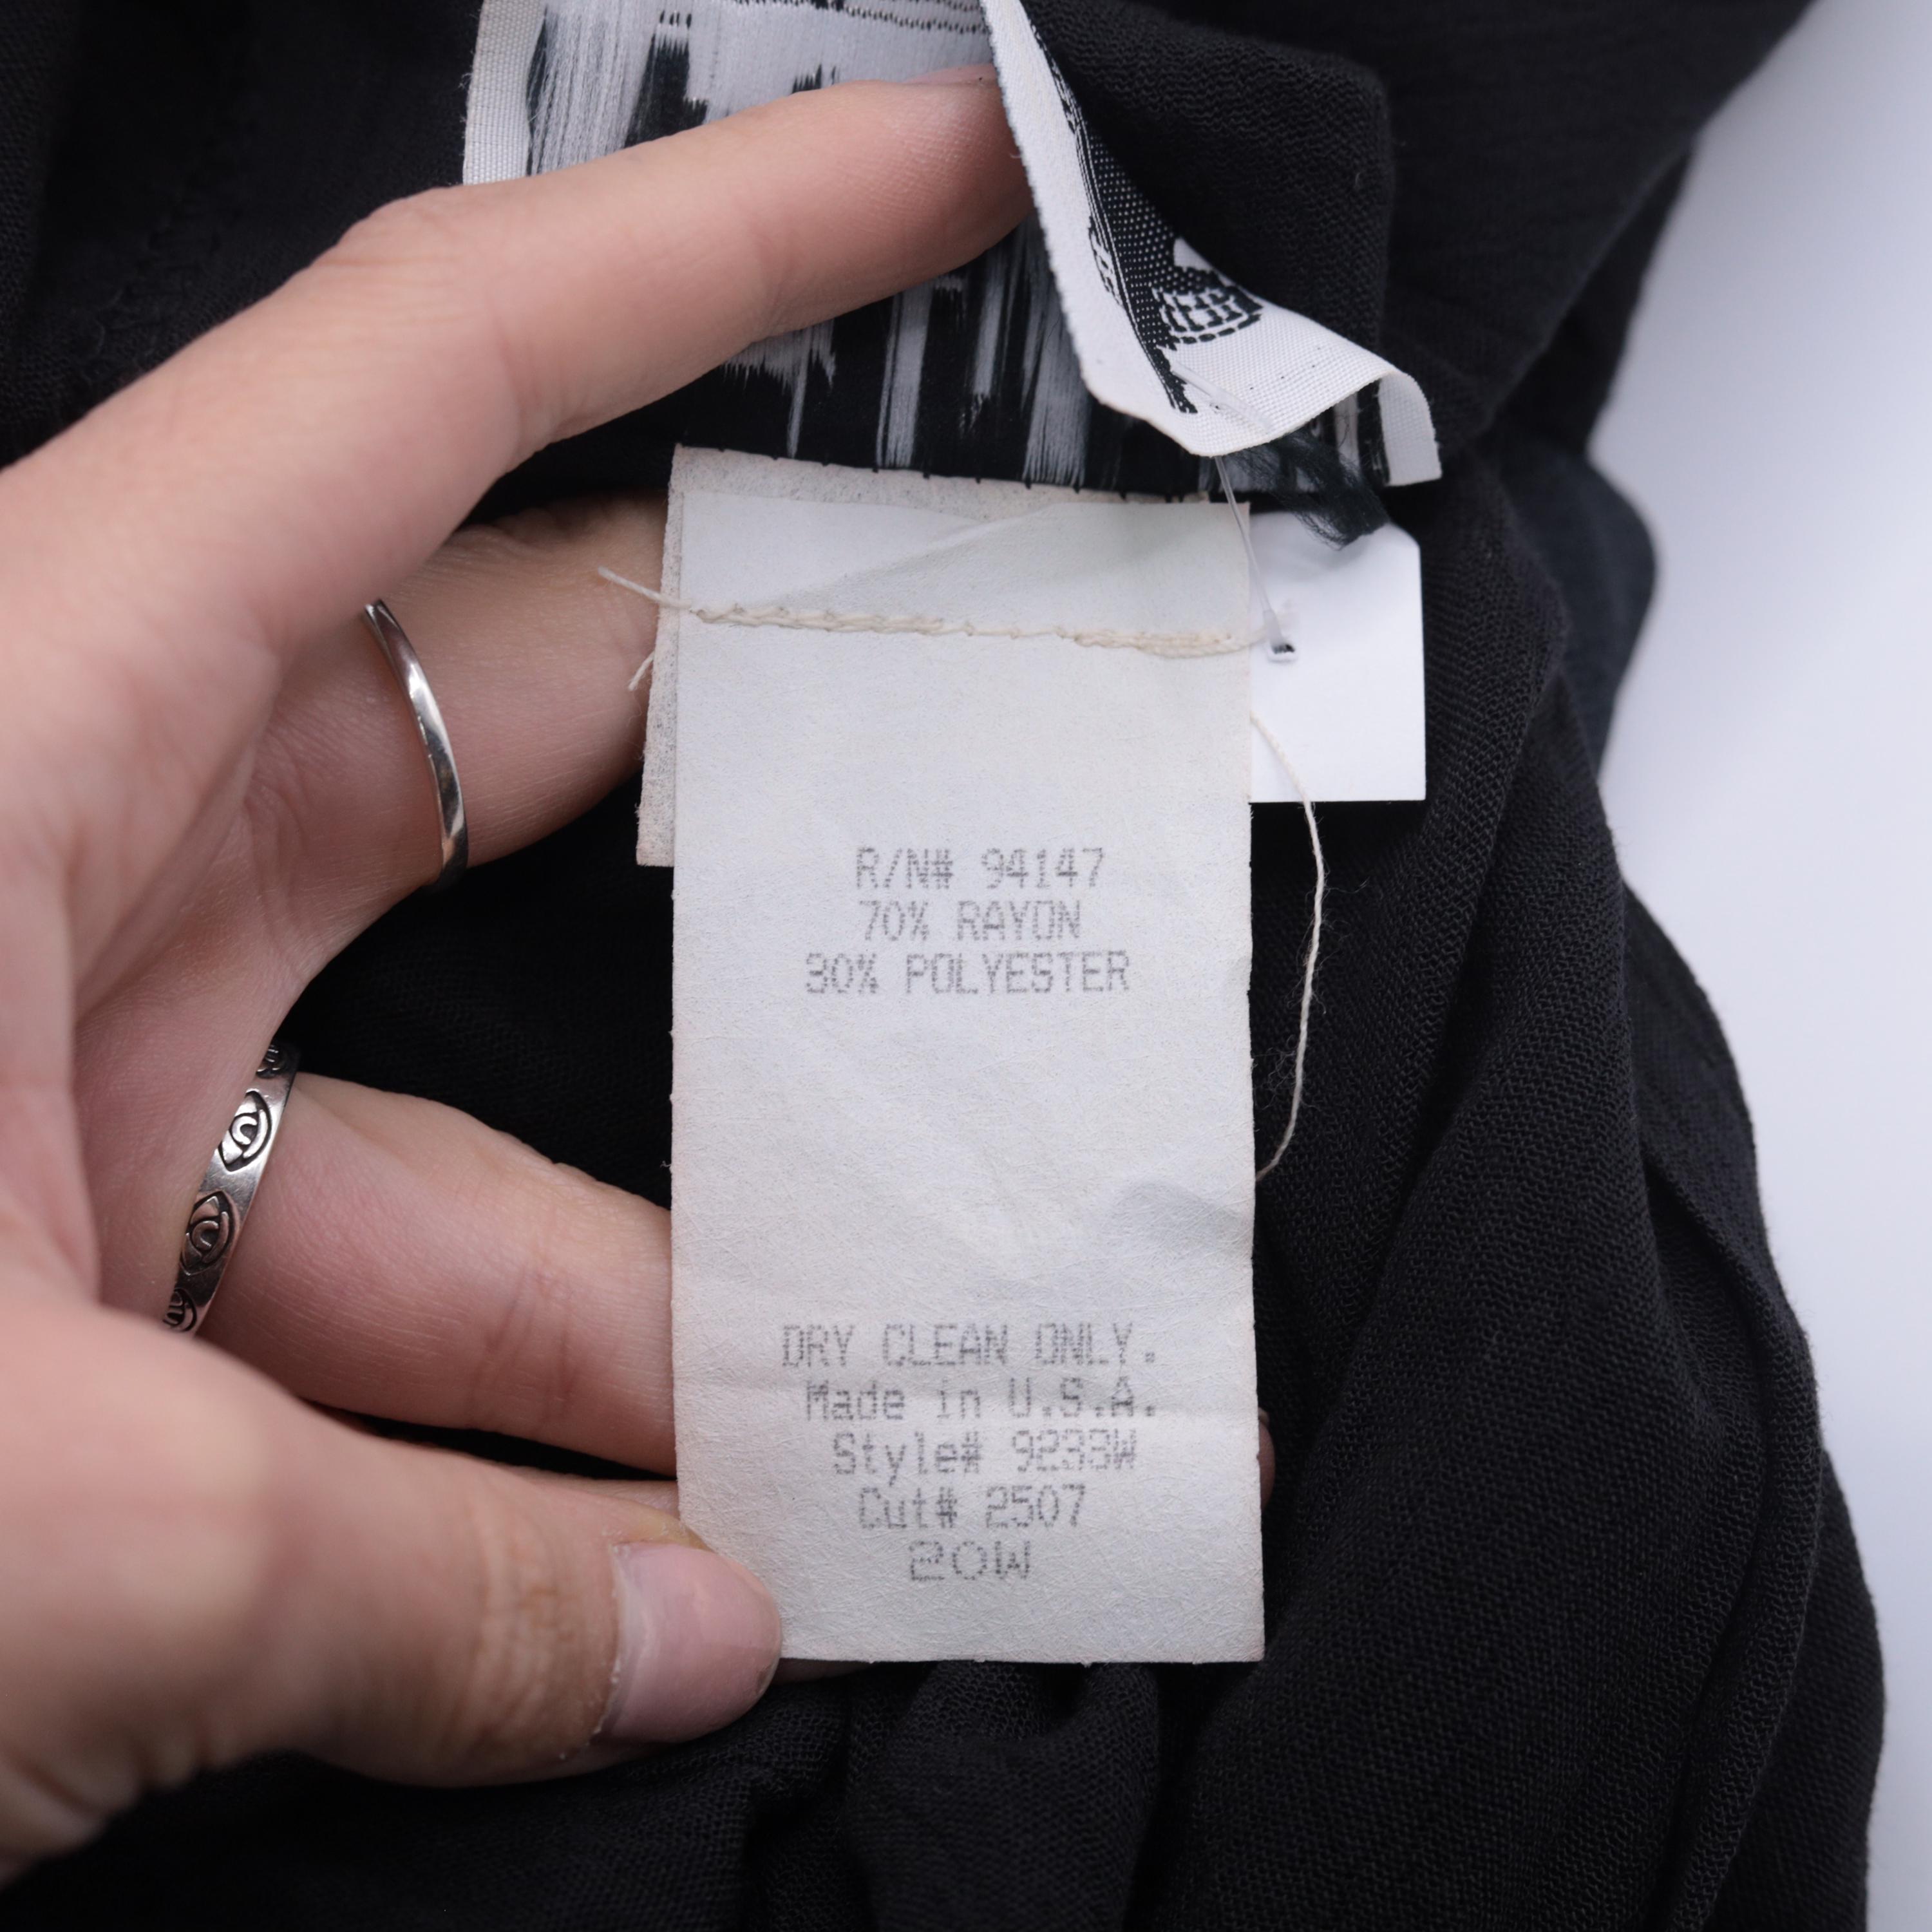 R/N# 94147
70% RAYON
30% POLYESTER
DRY CLEAN ONLY.
Made in U.S.A.
Style# 9233W
Cut# 2507
20W